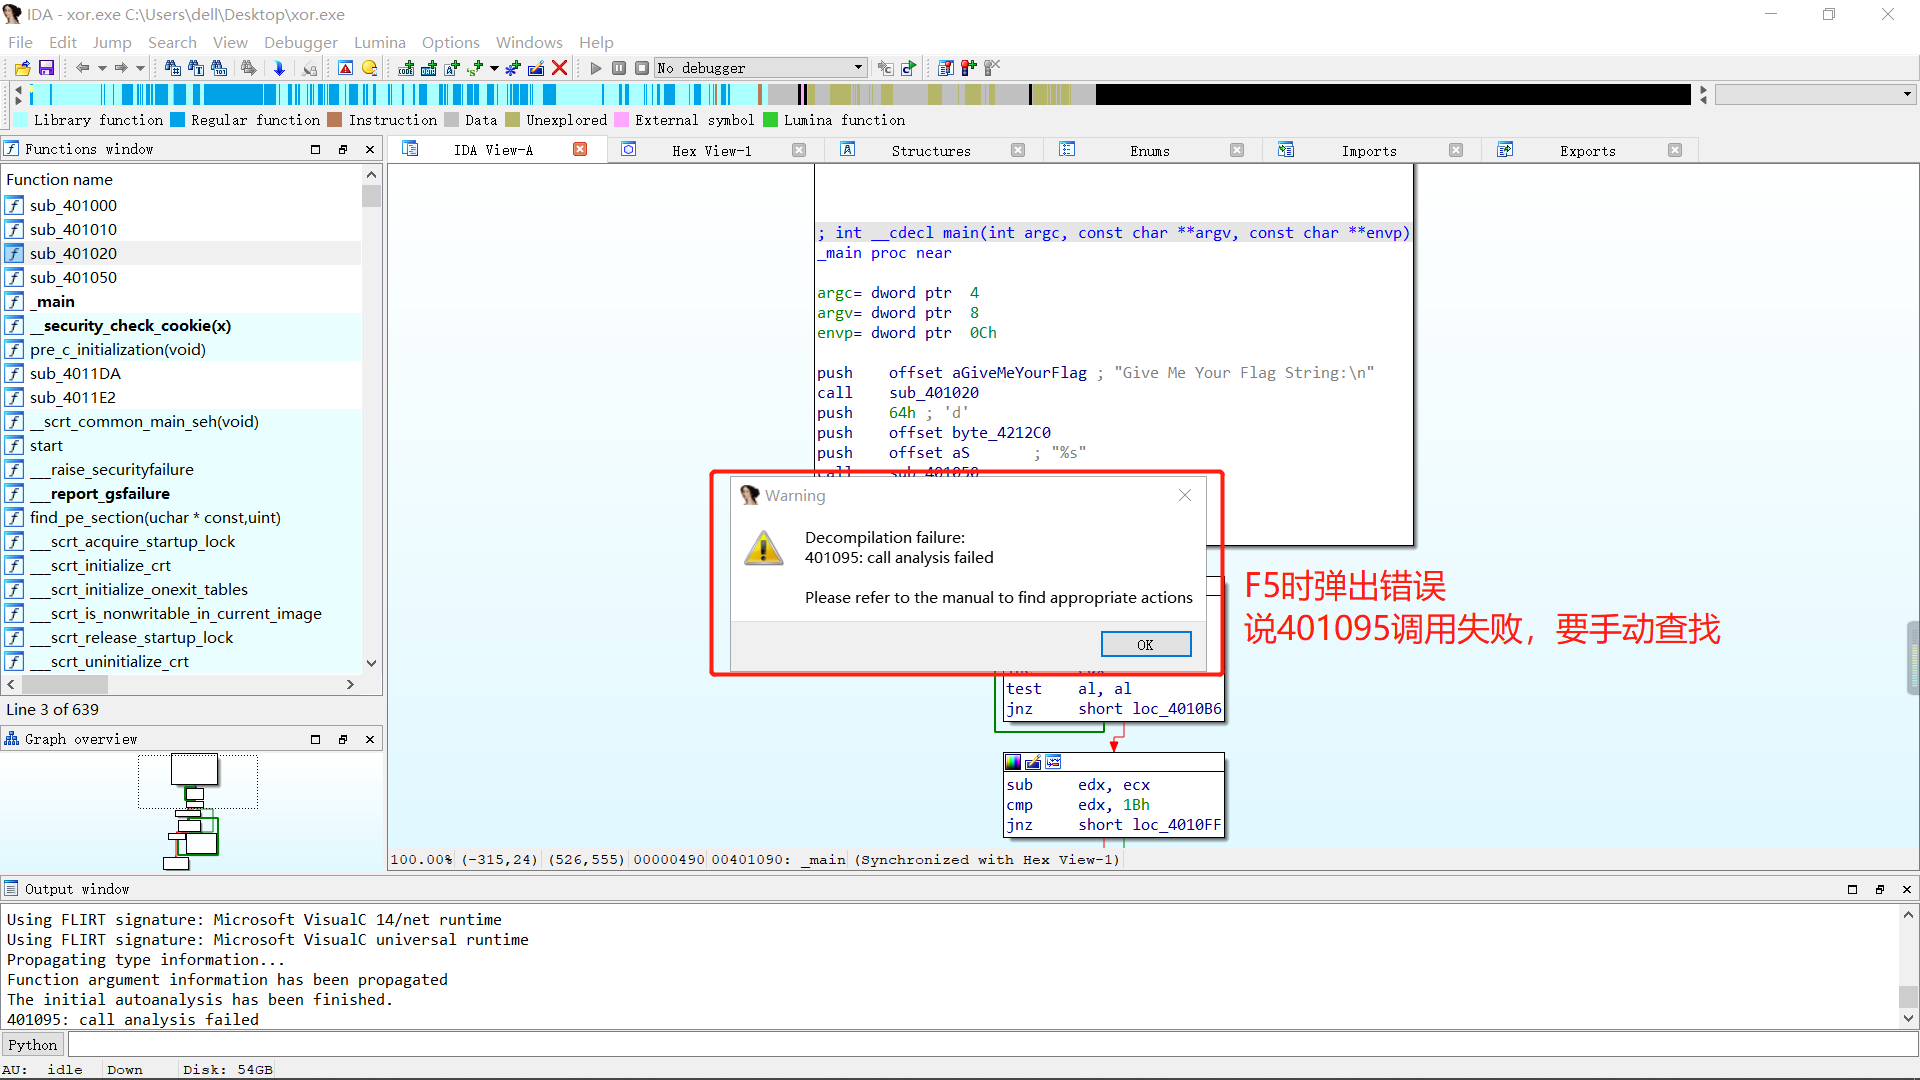 IDA - xor.exe C:\Users\dell\Desktop\xor.exe
File Edit Jump Search View Debugger Lumina Options Windows Help
No debugger
Library function Regular function Instruction Data Unexplored External symbol Lumina function
Functions window
IDA View-A Hex View-1 Structures Enums Imports Exports
Function name
sub_401000
sub_401010
sub_401020
sub_401050
_main
__security_check_cookie(x)
pre_c_initialization(void)
sub_4011DA
sub_4011E2
__scrt_common_main_seh(void)
start
___raise_securityfailure
___report_gsfailure
find_pe_section(uchar * const,uint)
___scrt_acquire_startup_lock
___scrt_initialize_crt
___scrt_initialize_onexit_tables
___scrt_is_nonwritable_in_current_image
___scrt_release_startup_lock
___scrt_uninitialize_crt
Line 3 of 639
Graph overview
; int __cdecl main(int argc, const char **argv, const char **envp)
_main proc near
argc= dword ptr 4
argv= dword ptr 8
envp= dword ptr 0Ch
push offset aGiveMeYourFlag ; "Give Me Your Flag String:\n"
call sub_401020
push 64h ; 'd'
push offset byte_4212C0
push offset aS ; "%s"
call sub_401050
Warning
Decompilation failure:
401095: call analysis failed
Please refer to the manual to find appropriate actions
OK
F5时弹出错误
说401095调用失败，要手动查找
test al, al
jnz short loc_4010B6
sub edx, ecx
cmp edx, 1Bh
jnz short loc_4010FF
100.00% (-315,24) (526,555) 00000490 00401090: _main (Synchronized with Hex View-1)
Output window
Using FLIRT signature: Microsoft VisualC 14/net runtime
Using FLIRT signature: Microsoft VisualC universal runtime
Propagating type information...
Function argument information has been propagated
The initial autoanalysis has been finished.
401095: call analysis failed
Python
AU: idle Down Disk: 54GB